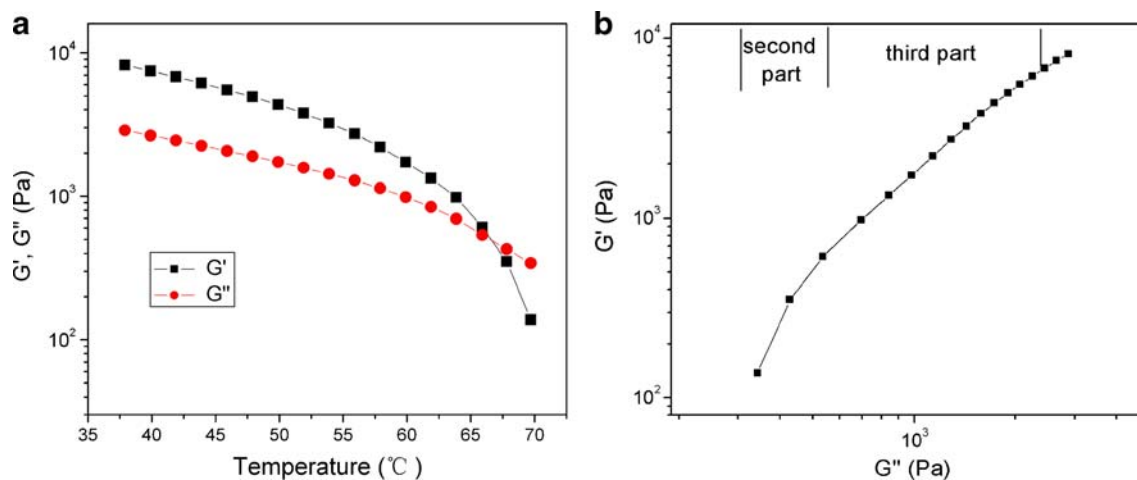 a
10⁴
10³
10²
G', G'' (Pa)
G'
G''
35 40 45 50 55 60 65 70
Temperature (℃)
b
second
part
third part
10⁴
10³
10²
G' (Pa)
10³
G'' (Pa)